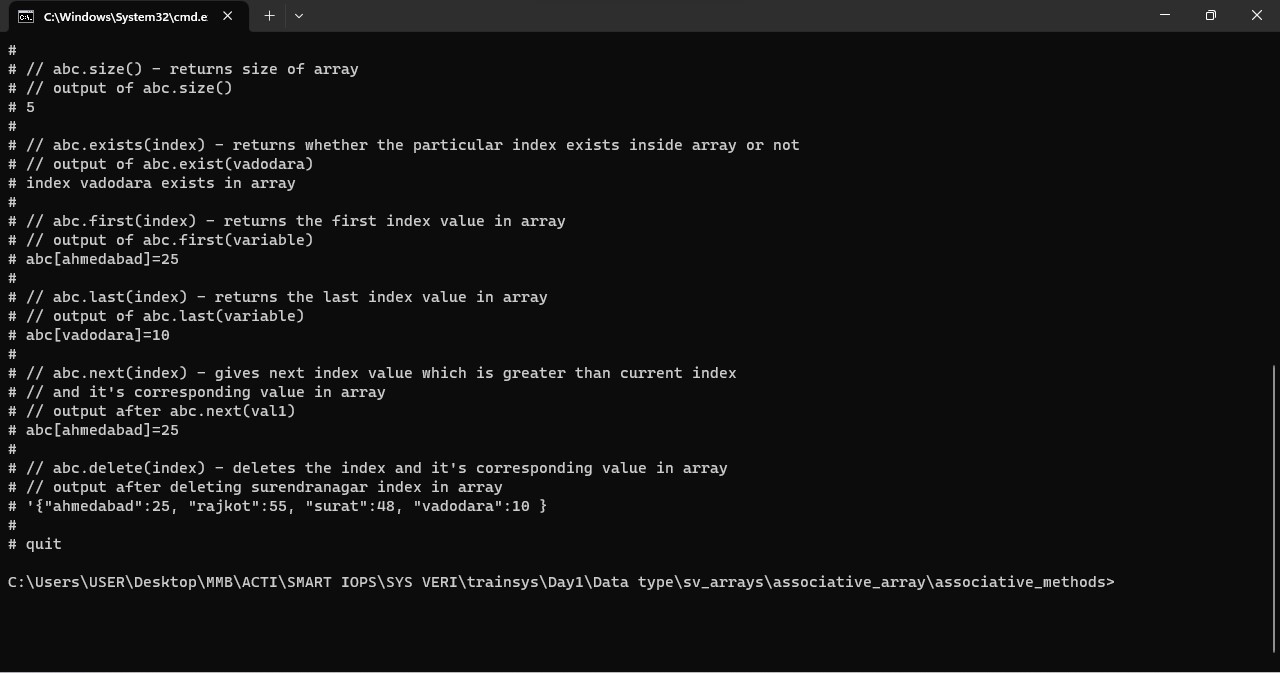 C:\Windows\System32\cmd.e
#
# // abc.size() - returns size of array
# // output of abc.size()
# 5
#
# // abc.exists(index) - returns whether the particular index exists inside array or not
# // output of abc.exist(vadodara)
# index vadodara exists in array
#
# // abc.first(index) - returns the first index value in array
# // output of abc.first(variable)
# abc[ahmedabad]=25
#
# // abc.last(index) - returns the last index value in array
# // output of abc.last(variable)
# abc[vadodara]=10
#
# // abc.next(index) - gives next index value which is greater than current index
# // and it's corresponding value in array
# // output after abc.next(val1)
# abc[ahmedabad]=25
#
# // abc.delete(index) - deletes the index and it's corresponding value in array
# // output after deleting surendranagar index in array
# '{"ahmedabad":25, "rajkot":55, "surat":48, "vadodara":10 }
#
# quit
C:\Users\USER\Desktop\MMB\ACTI\SMART IOPS\SYS VERI\trainsys\Day1\Data type\sv_arrays\associative_array\associative_methods>